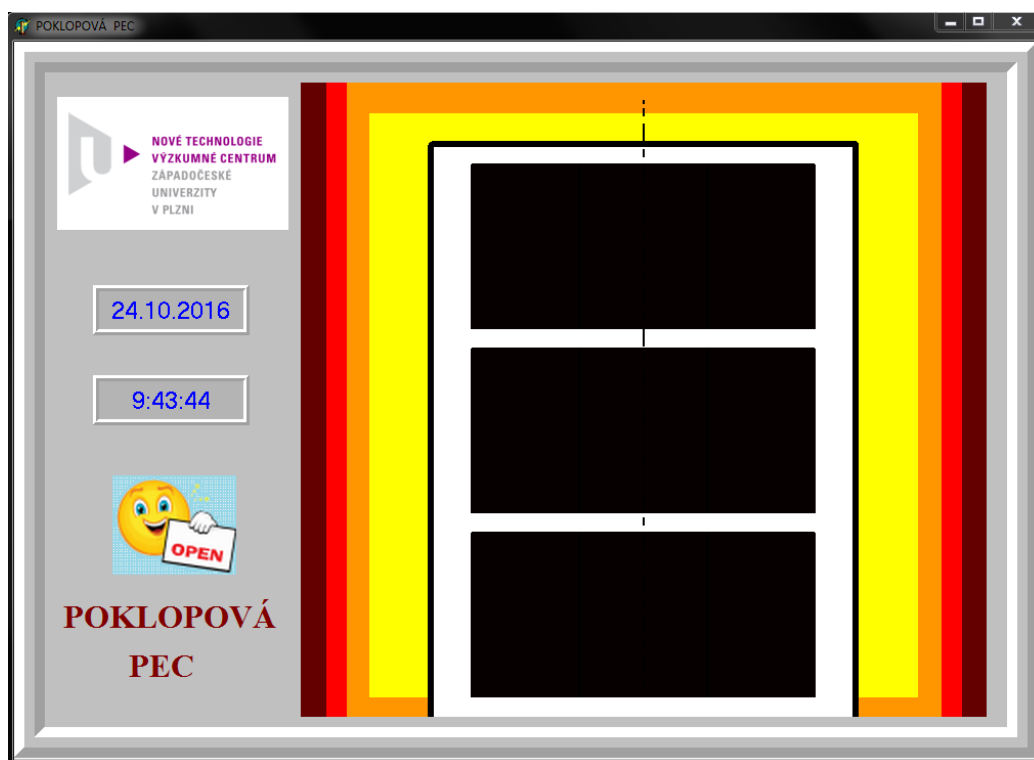 POKLOPOVÁ PEC
NOVÉ TECHNOLOGIE
VÝZKUMNÉ CENTRUM
ZÁPADOČESKÉ
UNIVERZITY
V PLZNI
24.10.2016
9:43:44
OPEN
POKLOPOVÁ
PEC